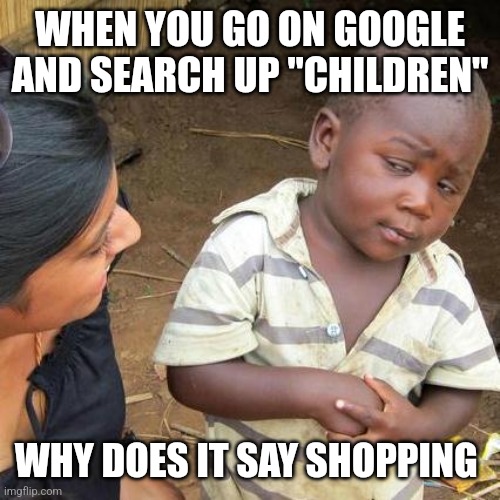 WHEN YOU GO ON GOOGLE
AND SEARCH UP "CHILDREN"
WHY DOES IT SAY SHOPPING
imgflip.com